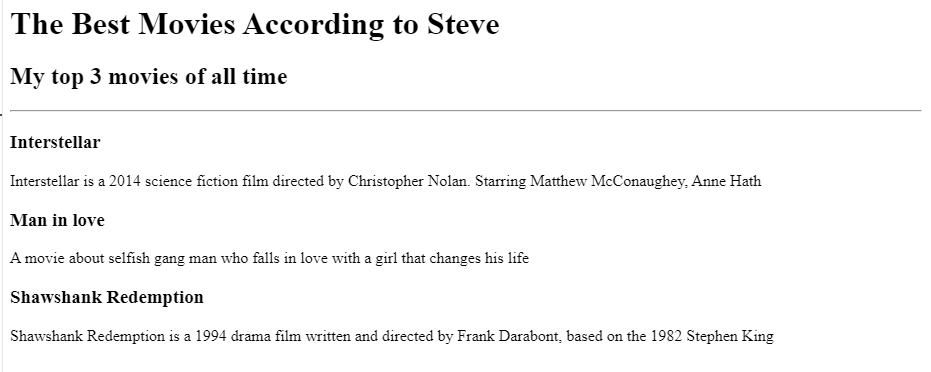 The Best Movies According to Steve
My top 3 movies of all time
Interstellar
Interstellar is a 2014 science fiction film directed by Christopher Nolan. Starring Matthew McConaughey, Anne Hath
Man in love
A movie about selfish gang man who falls in love with a girl that changes his life
Shawshank Redemption
Shawshank Redemption is a 1994 drama film written and directed by Frank Darabont, based on the 1982 Stephen King